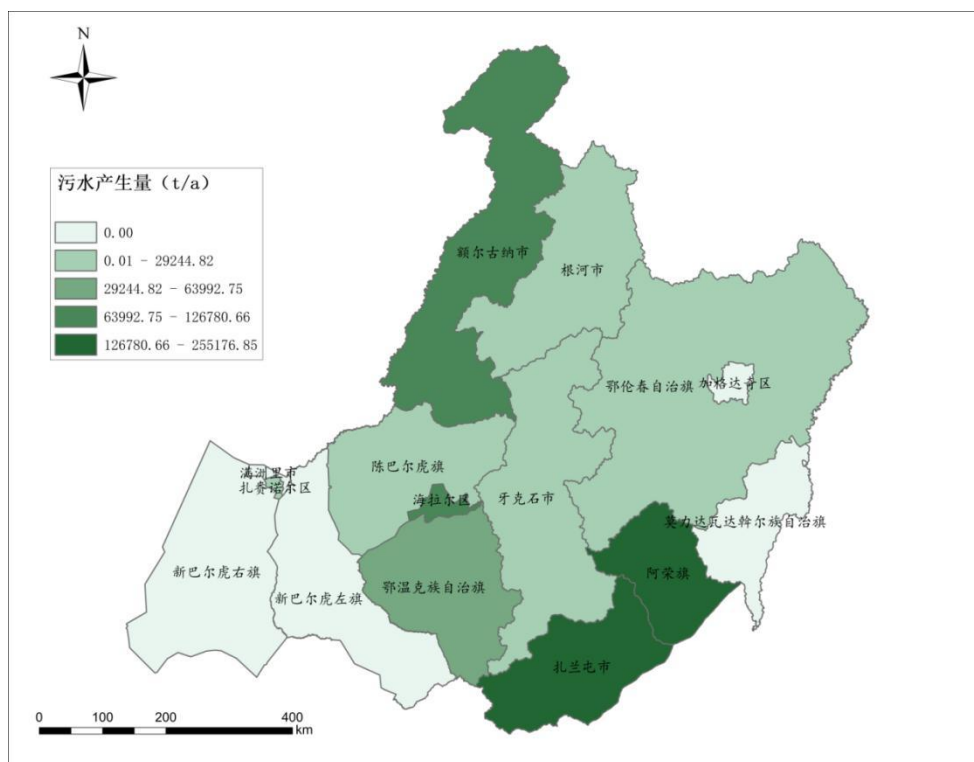 N
污水产生量（t/a）
0.00
0.01 - 29244.82
29244.82 - 63992.75
63992.75 - 126780.66
126780.66 - 255176.85
额尔古纳市
根河市
鄂伦春自治旗
加格达奇区
陈巴尔虎旗
满洲里市
扎赉诺尔区
海拉尔区
牙克石市
莫力达瓦达斡尔族自治旗
新巴尔虎右旗
新巴尔虎左旗
鄂温克族自治旗
阿荣旗
扎兰屯市
0 100 200 400
km